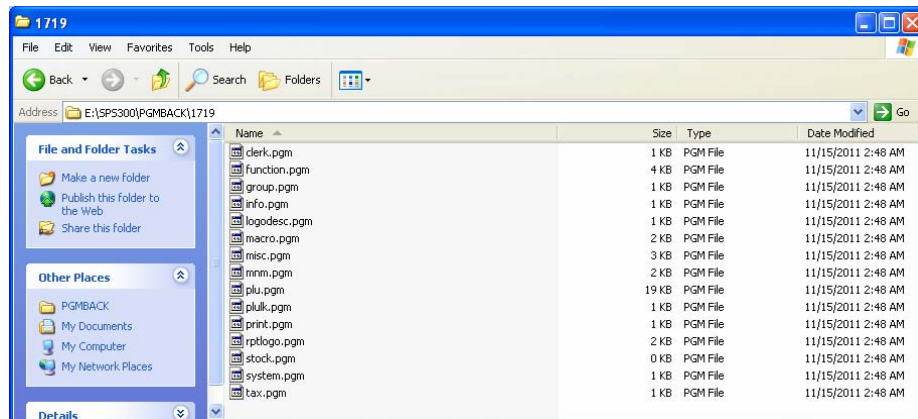 1719
File Edit View Favorites Tools Help
Back Search Folders
Address E:\SPS300\PGMBACK\1719 Go
Name Size Type Date Modified
File and Folder Tasks
Make a new folder
Publish this folder to
the Web
Share this folder
Other Places
PGMBACK
My Documents
My Computer
My Network Places
Details
clerk.pgm 1 KB PGM File 11/15/2011 2:48 AM
function.pgm 4 KB PGM File 11/15/2011 2:48 AM
group.pgm 1 KB PGM File 11/15/2011 2:48 AM
info.pgm 1 KB PGM File 11/15/2011 2:48 AM
logodesc.pgm 1 KB PGM File 11/15/2011 2:48 AM
macro.pgm 2 KB PGM File 11/15/2011 2:48 AM
misc.pgm 3 KB PGM File 11/15/2011 2:48 AM
mnm.pgm 2 KB PGM File 11/15/2011 2:48 AM
plu.pgm 19 KB PGM File 11/15/2011 2:48 AM
plulk.pgm 1 KB PGM File 11/15/2011 2:48 AM
print.pgm 1 KB PGM File 11/15/2011 2:48 AM
rptlogo.pgm 2 KB PGM File 11/15/2011 2:48 AM
stock.pgm 0 KB PGM File 11/15/2011 2:48 AM
system.pgm 1 KB PGM File 11/15/2011 2:48 AM
tax.pgm 1 KB PGM File 11/15/2011 2:48 AM